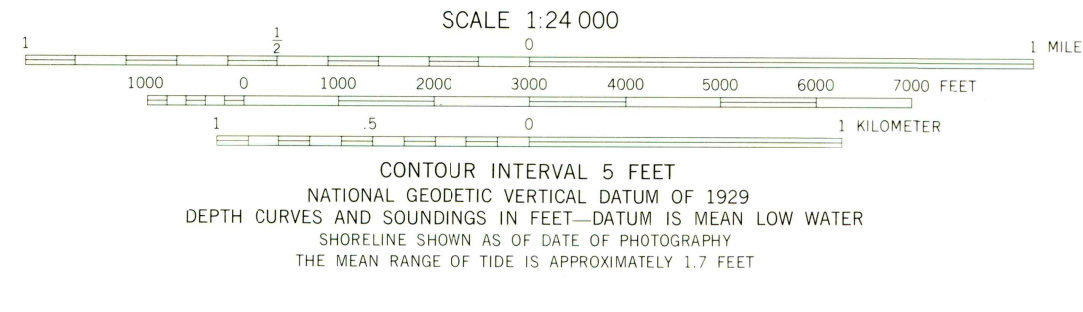 SCALE 1:24 000
1 1/2 0 1 MILE
1000 0 1000 2000 3000 4000 5000 6000 7000 FEET
1 .5 0 1 KILOMETER
CONTOUR INTERVAL 5 FEET
NATIONAL GEODETIC VERTICAL DATUM OF 1929
DEPTH CURVES AND SOUNDINGS IN FEET—DATUM IS MEAN LOW WATER
SHORELINE SHOWN AS OF DATE OF PHOTOGRAPHY
THE MEAN RANGE OF TIDE IS APPROXIMATELY 1.7 FEET